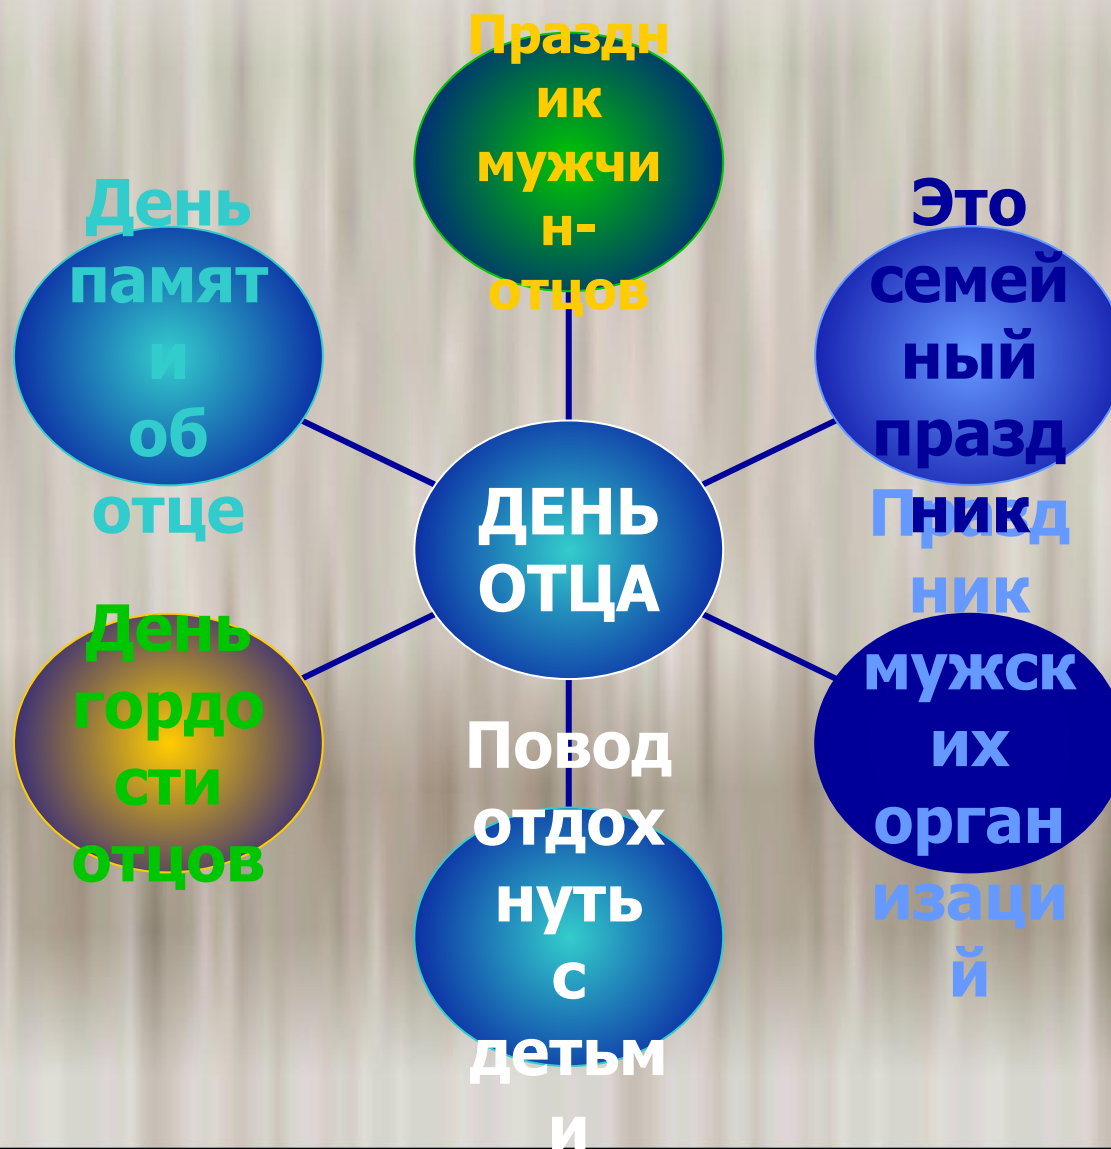 Праздн
ик
мужчи
н-
отцов
День
памят
и
об
отце
Это
семей
ный
празд
ник
ДЕНЬ
ОТЦА
День
гордо
сти
отцов
Повод
отдох
нуть
с
детьм
и
Празд
ник
мужск
их
орган
изаци
й